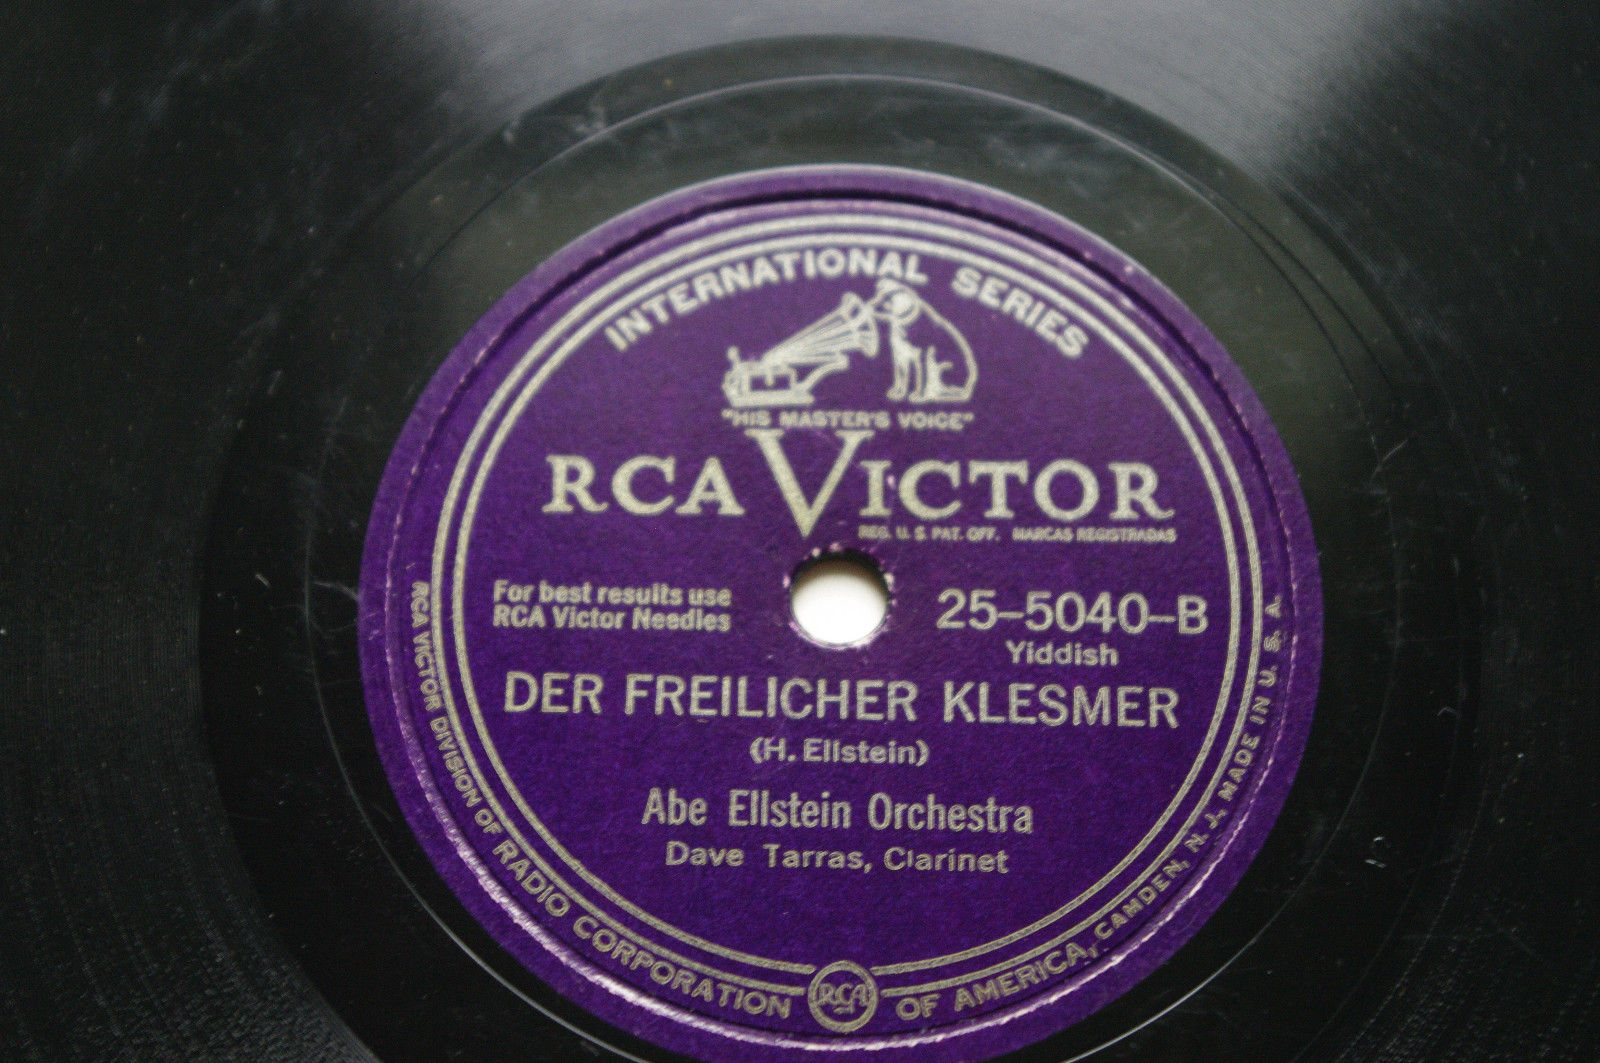 INTERNATIONAL SERIES
"HIS MASTER'S VOICE"
RCA VICTOR
REG. U. S. PAT. OFF. MARCAS REGISTRADAS
For best results use
RCA Victor Needles
25–5040–B
Yiddish
DER FREILICHER KLESMER
(H. Ellstein)
Abe Ellstein Orchestra
Dave Tarras, Clarinet
RCA VICTOR DIVISION OF RADIO CORPORATION OF AMERICA, CAMDEN, N. J. MADE IN U. S. A.
RCA